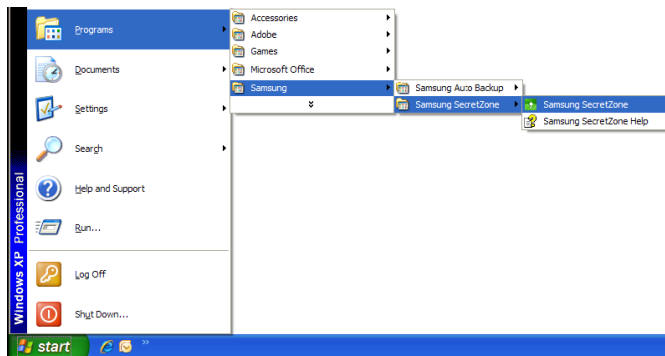 Programs
Documents
Settings
Search
Help and Support
Run...
Log Off
Shut Down...
Windows XP Professional
start
Accessories
Adobe
Games
Microsoft Office
Samsung
Samsung Auto Backup
Samsung SecretZone
Samsung SecretZone
Samsung SecretZone Help